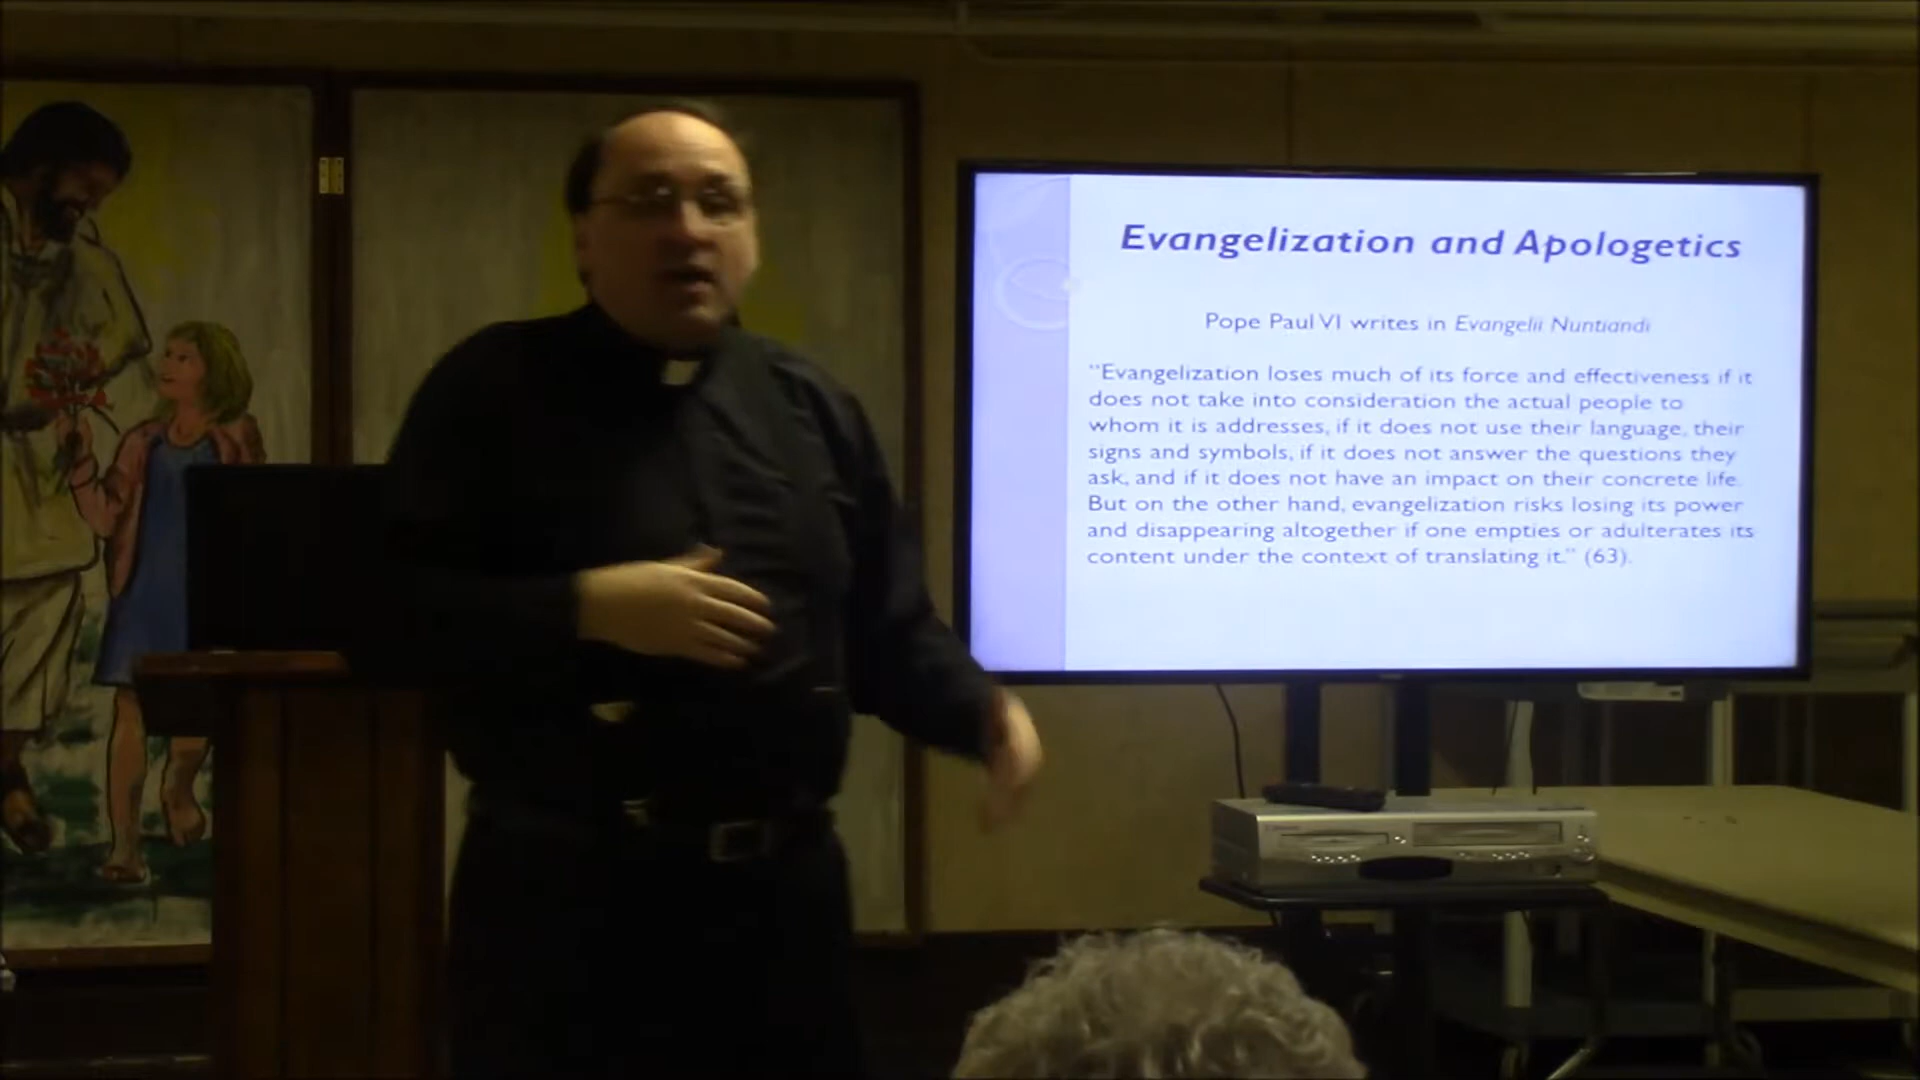 Evangelization and Apologetics
Pope Paul VI writes in Evangelii Nuntiandi
"Evangelization loses much of its force and effectiveness if it
does not take into consideration the actual people to
whom it is addresses, if it does not use their language, their
signs and symbols, if it does not answer the questions they
ask, and if it does not have an impact on their concrete life.
But on the other hand, evangelization risks losing its power
and disappearing altogether if one empties or adulterates its
content under the context of translating it." (63).